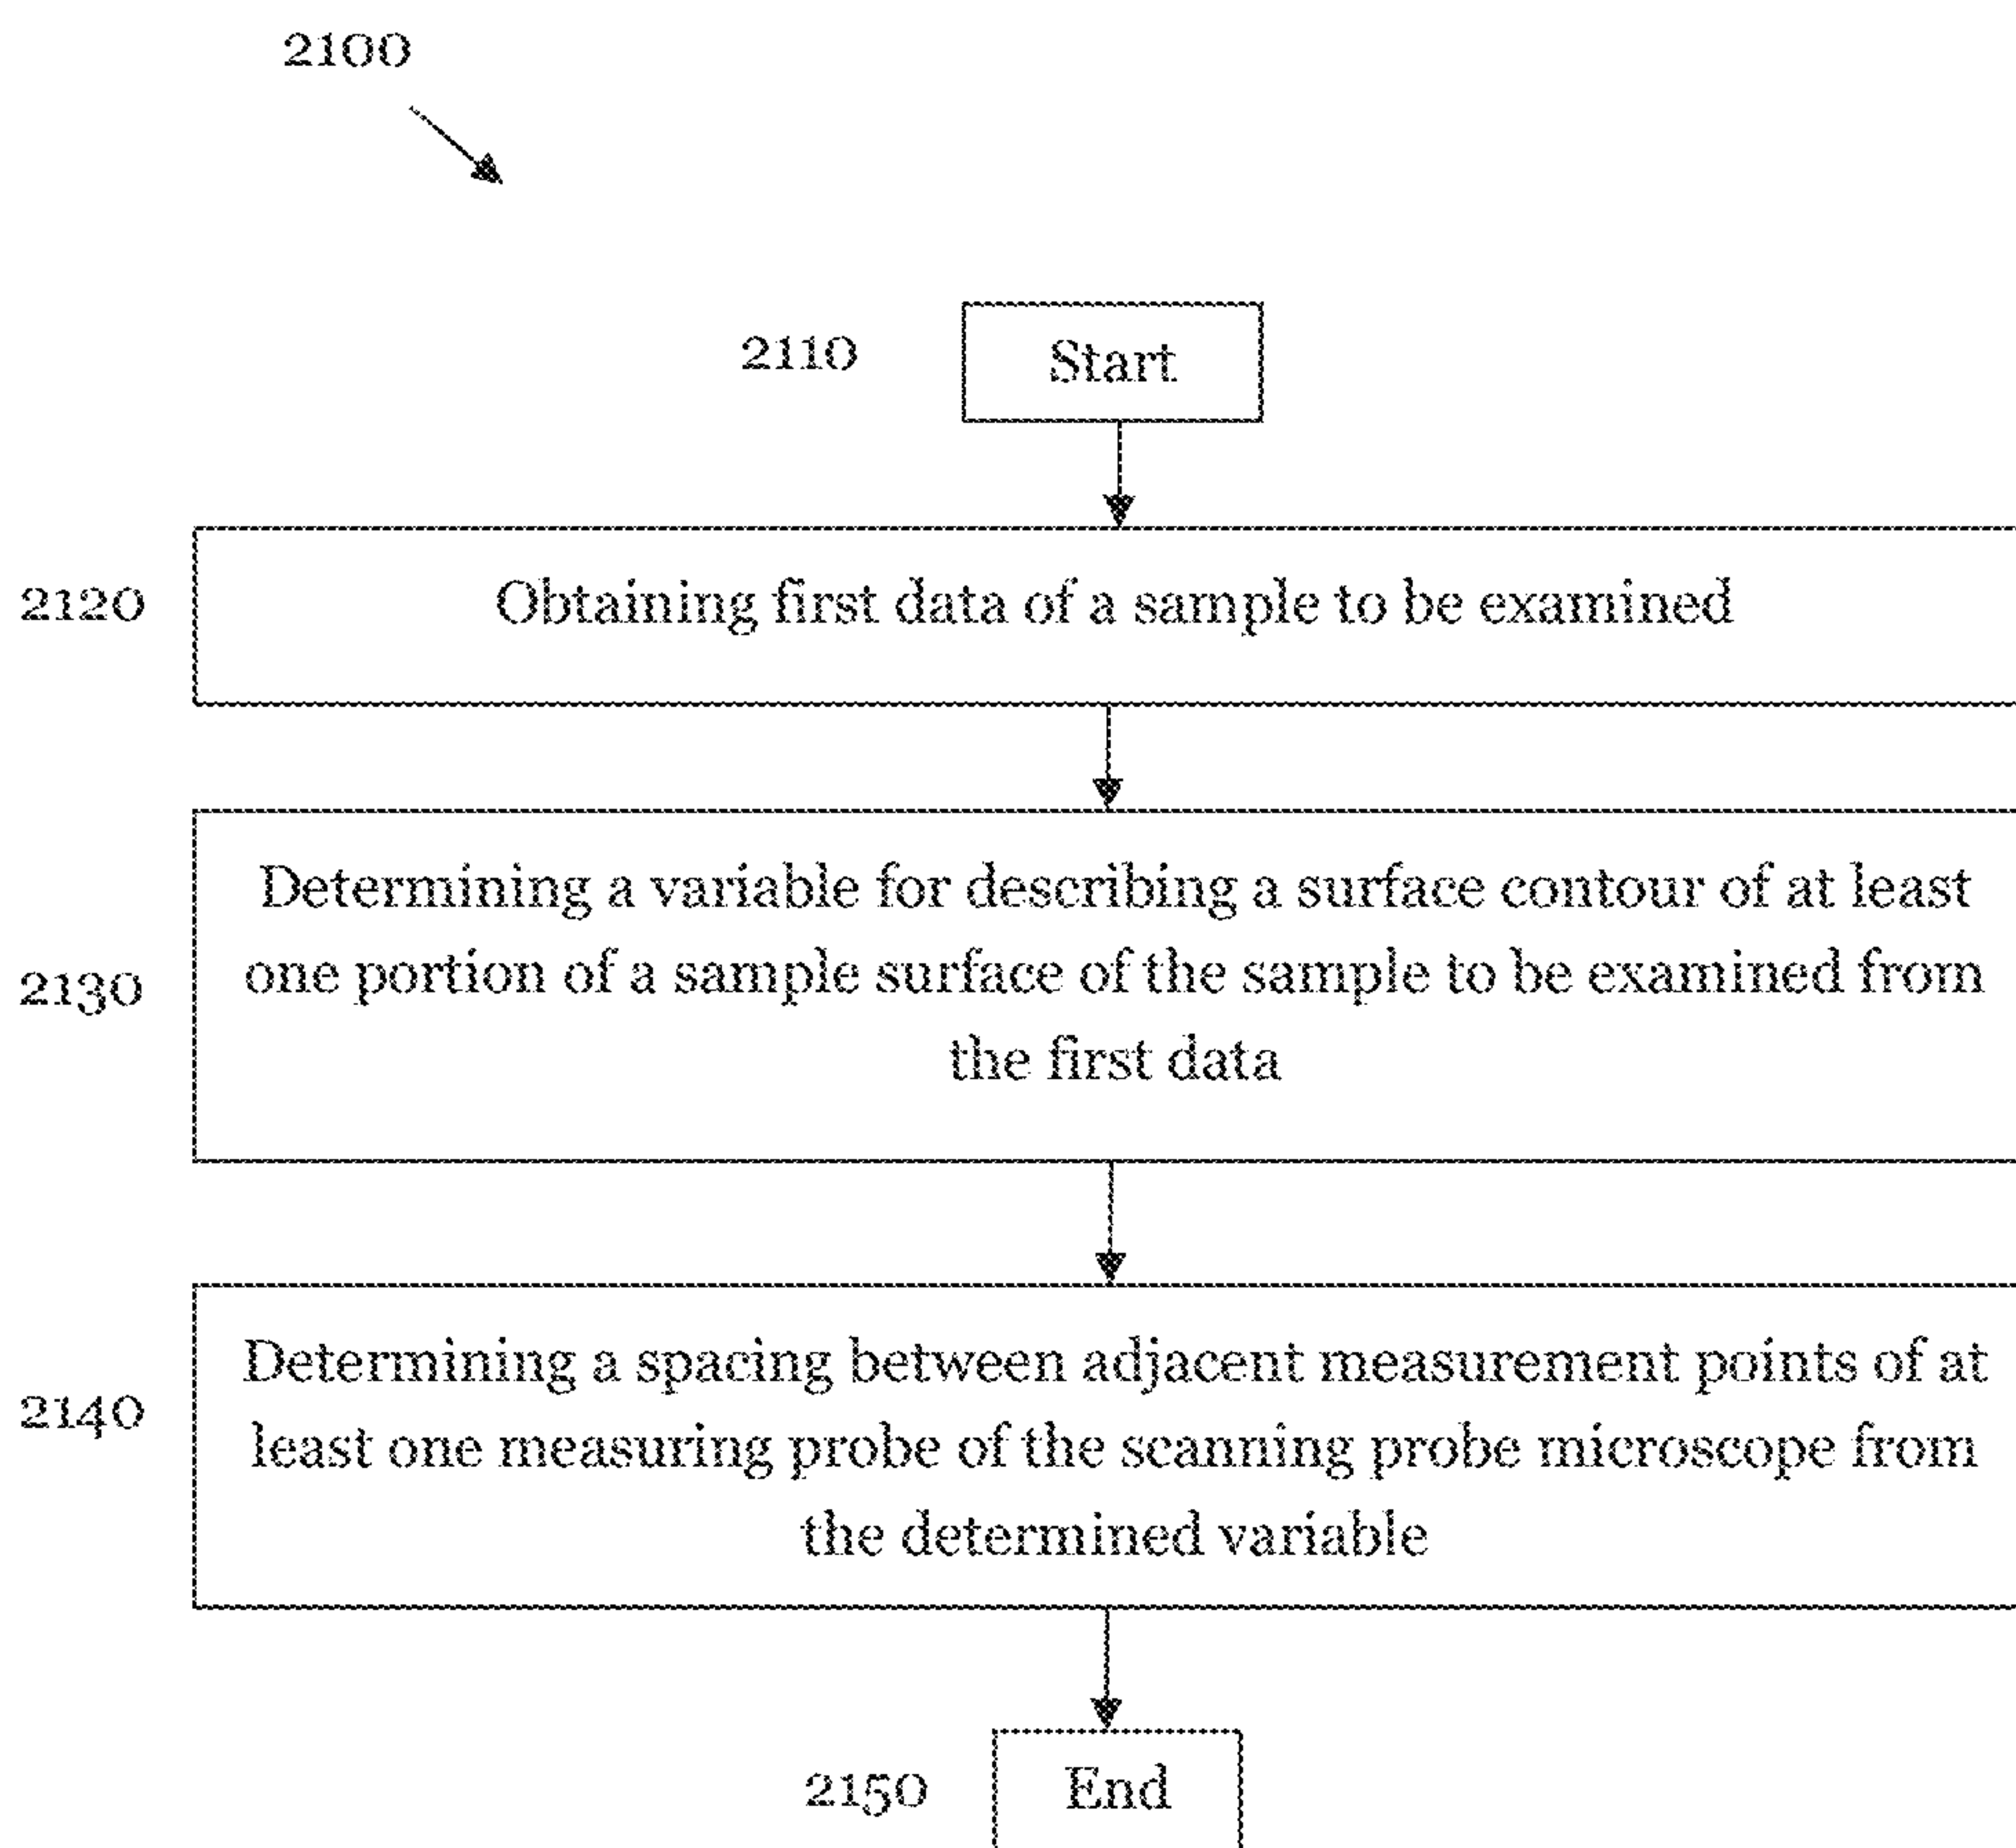 2100
2110
Start
2120
Obtaining first data of a sample to be examined
2130
Determining a variable for describing a surface contour of at least
one portion of a sample surface of the sample to be examined from
the first data
2140
Determining a spacing between adjacent measurement points of at
least one measuring probe of the scanning probe microscope from
the determined variable
2150
End